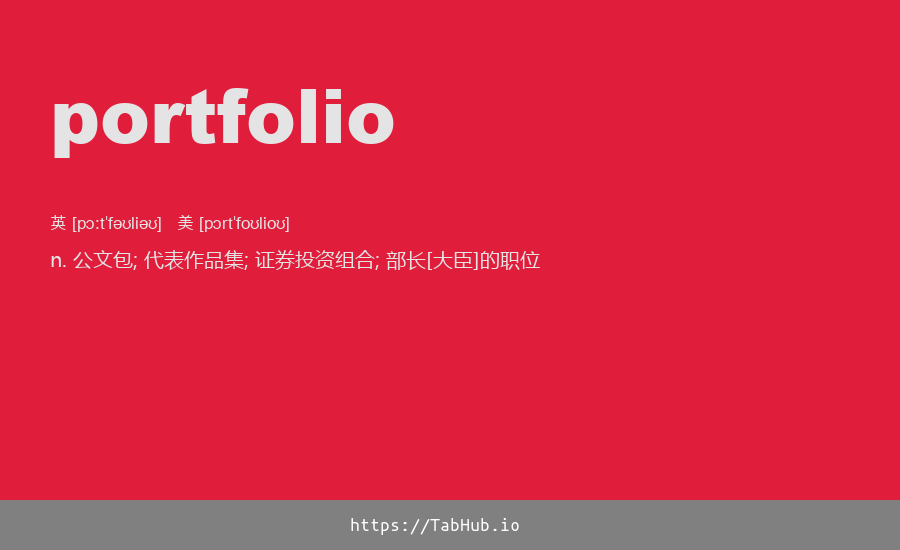 portfolio
英 [pɔːtˈfəʊliəʊ] 美 [pɔrtˈfoʊlioʊ]
n. 公文包; 代表作品集; 证券投资组合; 部长[大臣]的职位
https://TabHub.io